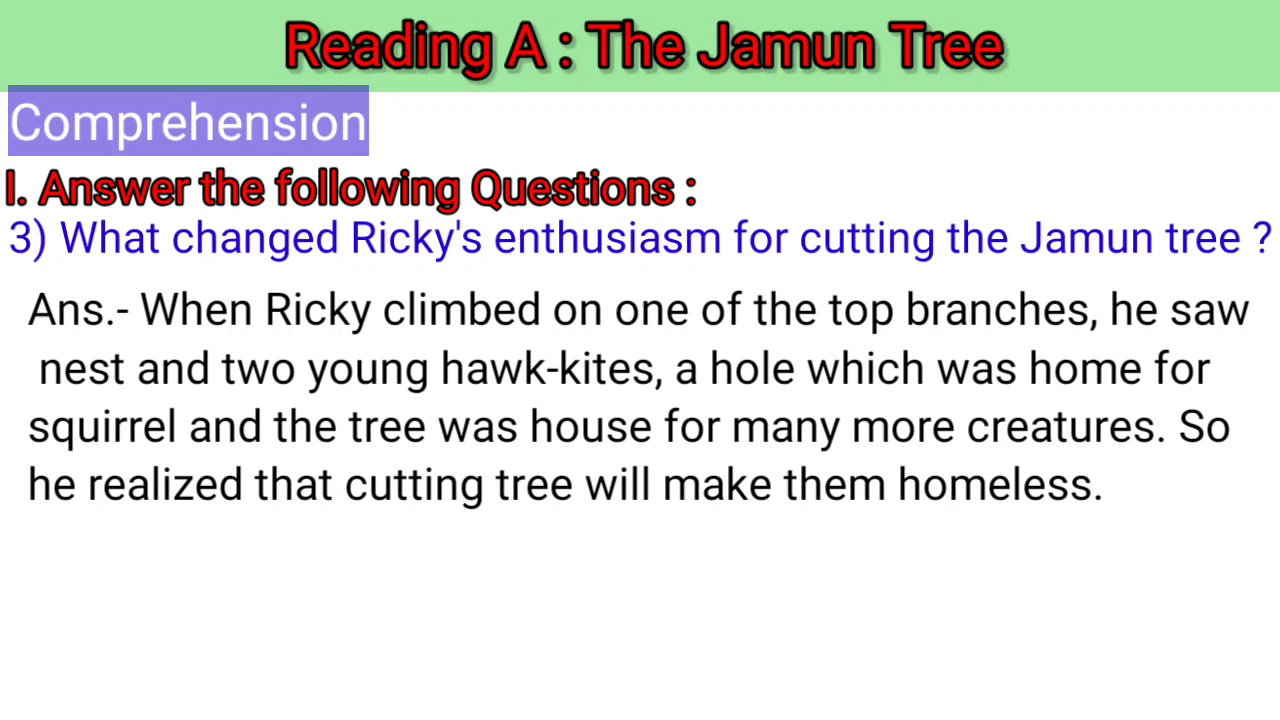 Reading A : The Jamun Tree
Comprehension
I. Answer the following Questions :
3) What changed Ricky's enthusiasm for cutting the Jamun tree ?
Ans.- When Ricky climbed on one of the top branches, he saw
nest and two young hawk-kites, a hole which was home for
squirrel and the tree was house for many more creatures. So
he realized that cutting tree will make them homeless.